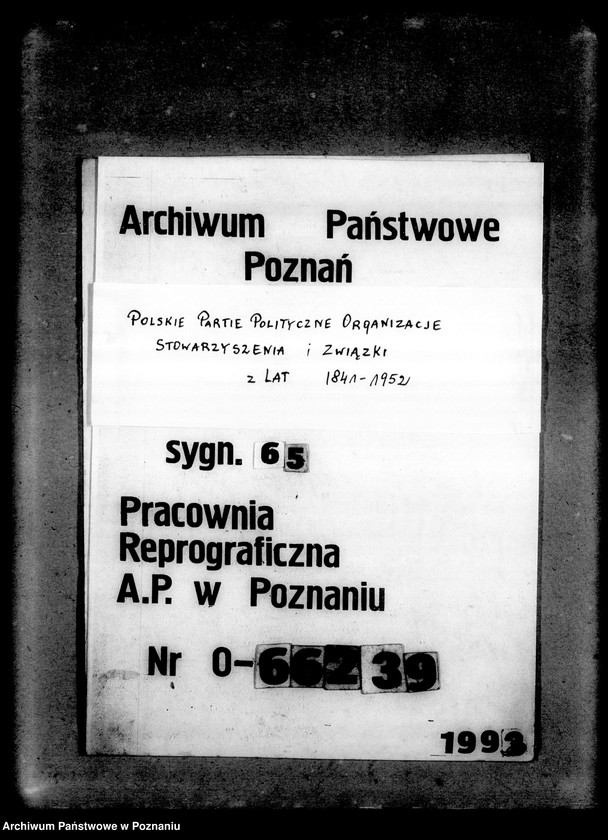 Archiwum Państwowe
Poznań
Polskie Partie Polityczne Organizacje
Stowarzyszenia i Związki
z lat 1841-1952
sygn. 65
Pracownia
Reprograficzna
A.P. w Poznaniu
Nr O-66239
1993
Archiwum Państwowe w Poznaniu